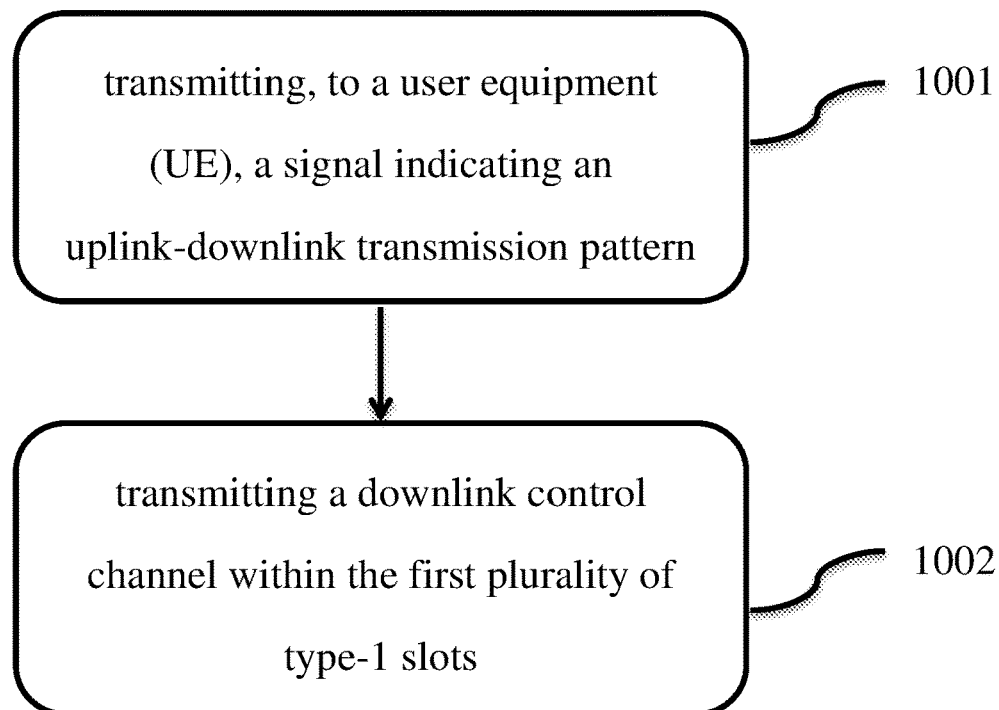 transmitting, to a user equipment
(UE), a signal indicating an
uplink-downlink transmission pattern
1001
transmitting a downlink control
channel within the first plurality of
type-1 slots
1002